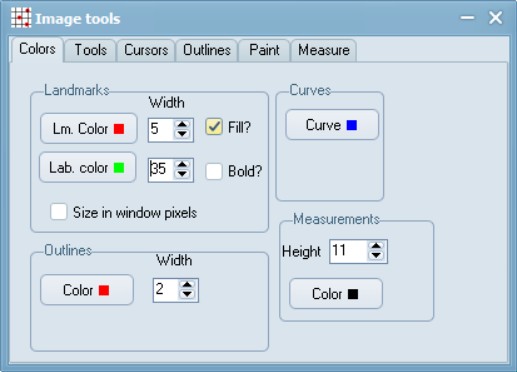 Image tools
Colors Tools Cursors Outlines Paint Measure
Landmarks
Width
Lm. Color 5 Fill?
Lab. color 35 Bold?
Size in window pixels
Curves
Curve
Measurements
Height 11
Color
Outlines
Width
Color 2